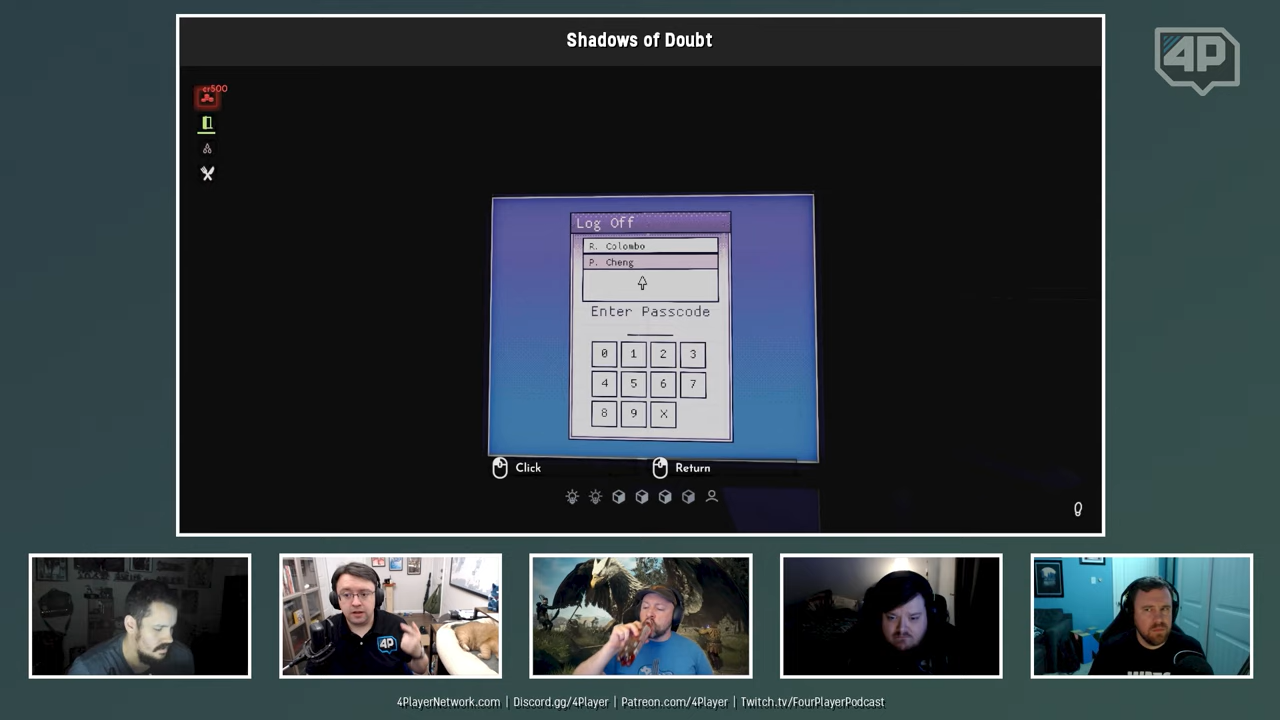 Shadows of Doubt
4P
cr500
Log Off
R. Colombo
P. Cheng
Enter Passcode
0 1 2 3
4 5 6 7
8 9 X
Click Return
4P
4PlayerNetwork.com | Discord.gg/4Player | Patreon.com/4Player | Twitch.tv/FourPlayerPodcast